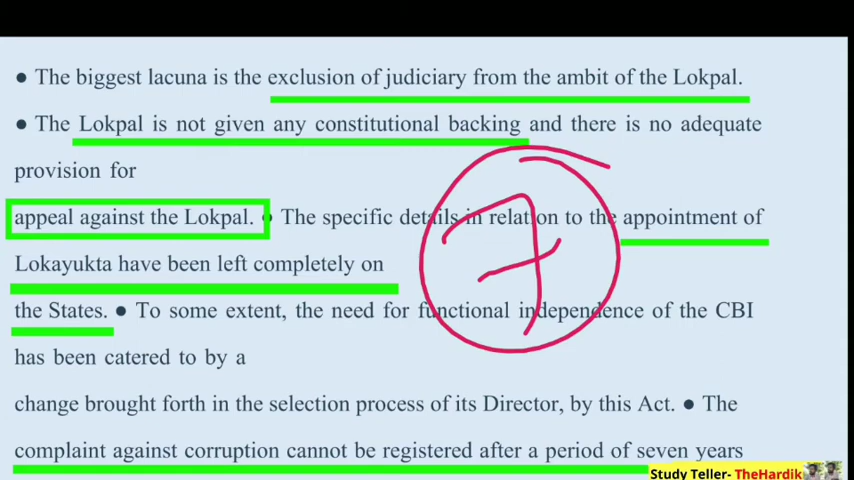 ● The biggest lacuna is the exclusion of judiciary from the ambit of the Lokpal.
● The Lokpal is not given any constitutional backing and there is no adequate
provision for
appeal against the Lokpal. ● The specific details in relation to the appointment of
Lokayukta have been left completely on
the States. ● To some extent, the need for functional independence of the CBI
has been catered to by a
change brought forth in the selection process of its Director, by this Act. ● The
complaint against corruption cannot be registered after a period of seven years
7
Study Teller- TheHardik